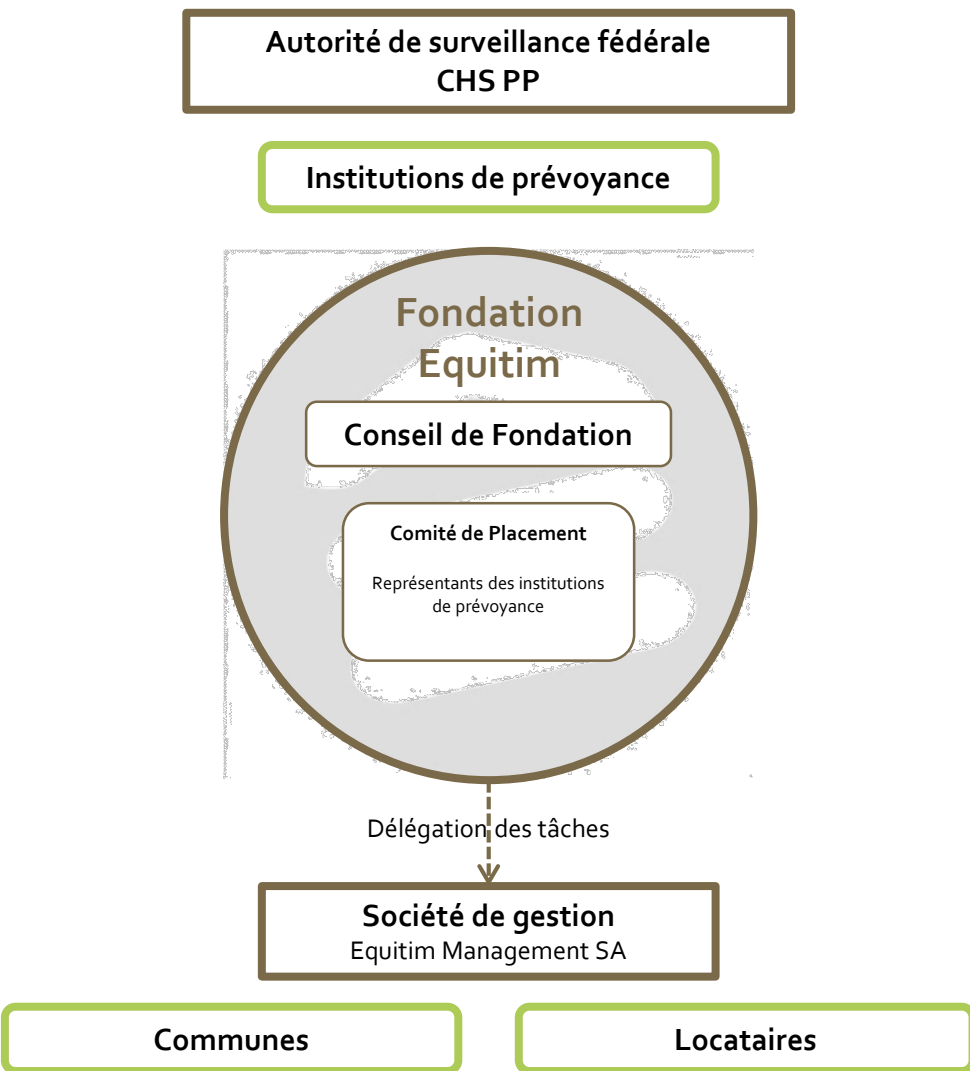 Autorité de surveillance fédérale
CHS PP
Institutions de prévoyance
Fondation
Equitim
Conseil de Fondation
Comité de Placement
Représentants des institutions
de prévoyance
Délégation des tâches
Société de gestion
Equitim Management SA
Communes
Locataires